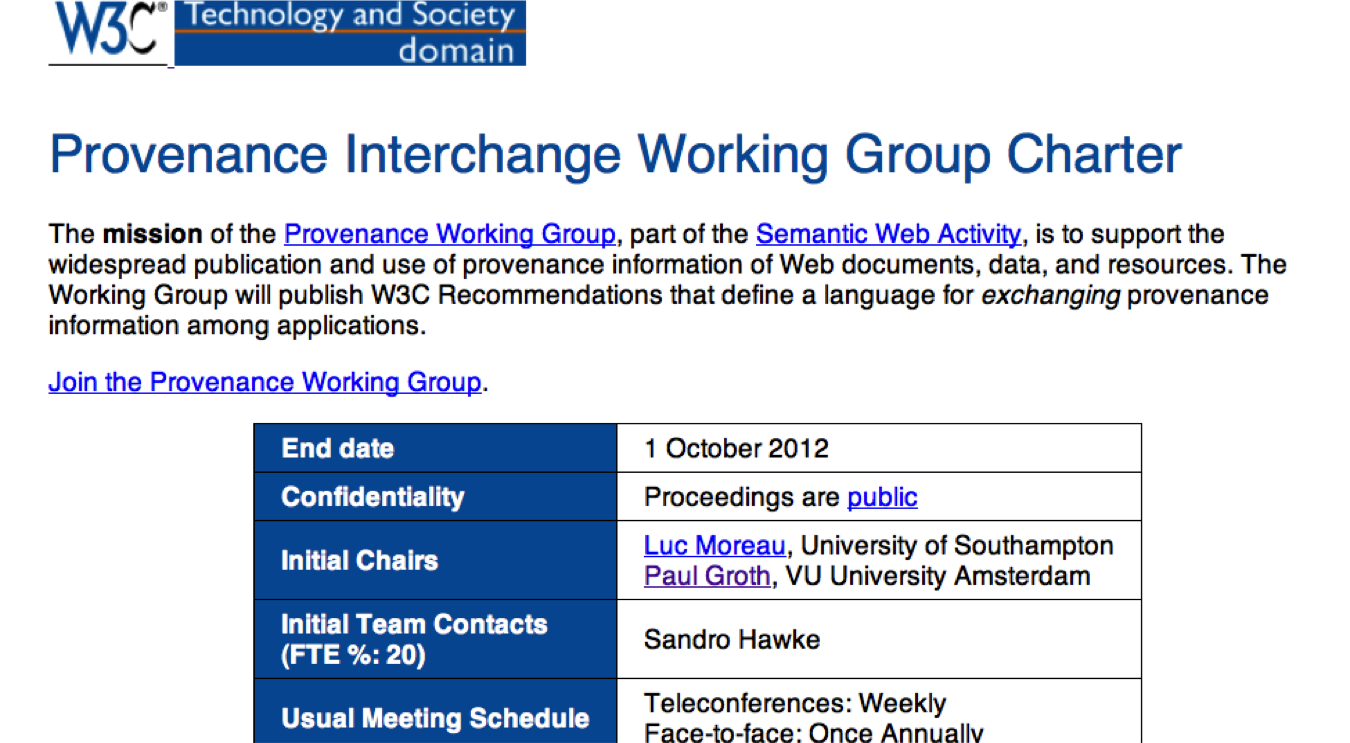 W3C® Technology and Society
domain
Provenance Interchange Working Group Charter
The mission of the Provenance Working Group, part of the Semantic Web Activity, is to support the
widespread publication and use of provenance information of Web documents, data, and resources. The
Working Group will publish W3C Recommendations that define a language for exchanging provenance
information among applications.
Join the Provenance Working Group.
End date 1 October 2012
Confidentiality Proceedings are public
Initial Chairs Luc Moreau, University of Southampton
Paul Groth, VU University Amsterdam
Initial Team Contacts
(FTE %: 20) Sandro Hawke
Usual Meeting Schedule Teleconferences: Weekly
Face-to-face: Once Annually